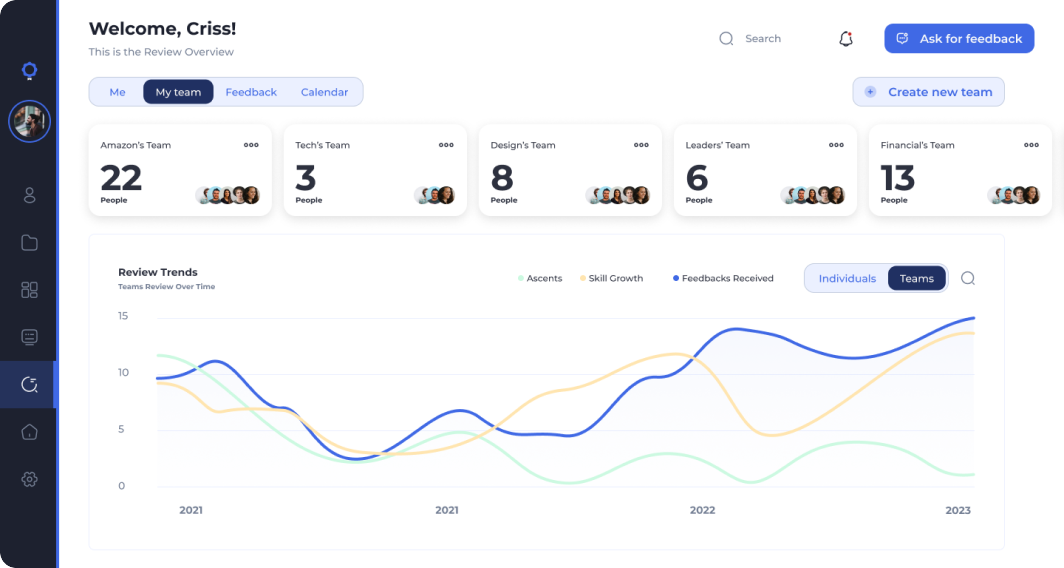 Welcome, Criss!
This is the Review Overview
Search
Ask for feedback
Me
My team
Feedback
Calendar
Create new team
Amazon's Team
22
People
Tech's Team
3
People
Design's Team
8
People
Leaders' Team
6
People
Financial's Team
13
People
Review Trends
Teams Review Over Time
Ascents
Skill Growth
Feedbacks Received
Individuals
Teams
15
10
5
0
2021
2021
2022
2023